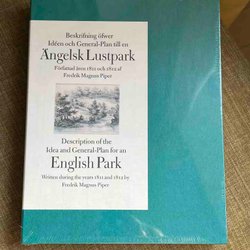 Beskrifning öfwer
Idéen och General-Plan till en
Ängelsk Lustpark
Författad åren 1811 och 1812 af
Fredrik Magnus Piper
Description of the
Idea and General-Plan for an
English Park
Written during the years 1811 and 1812 by
Fredrik Magnus Piper